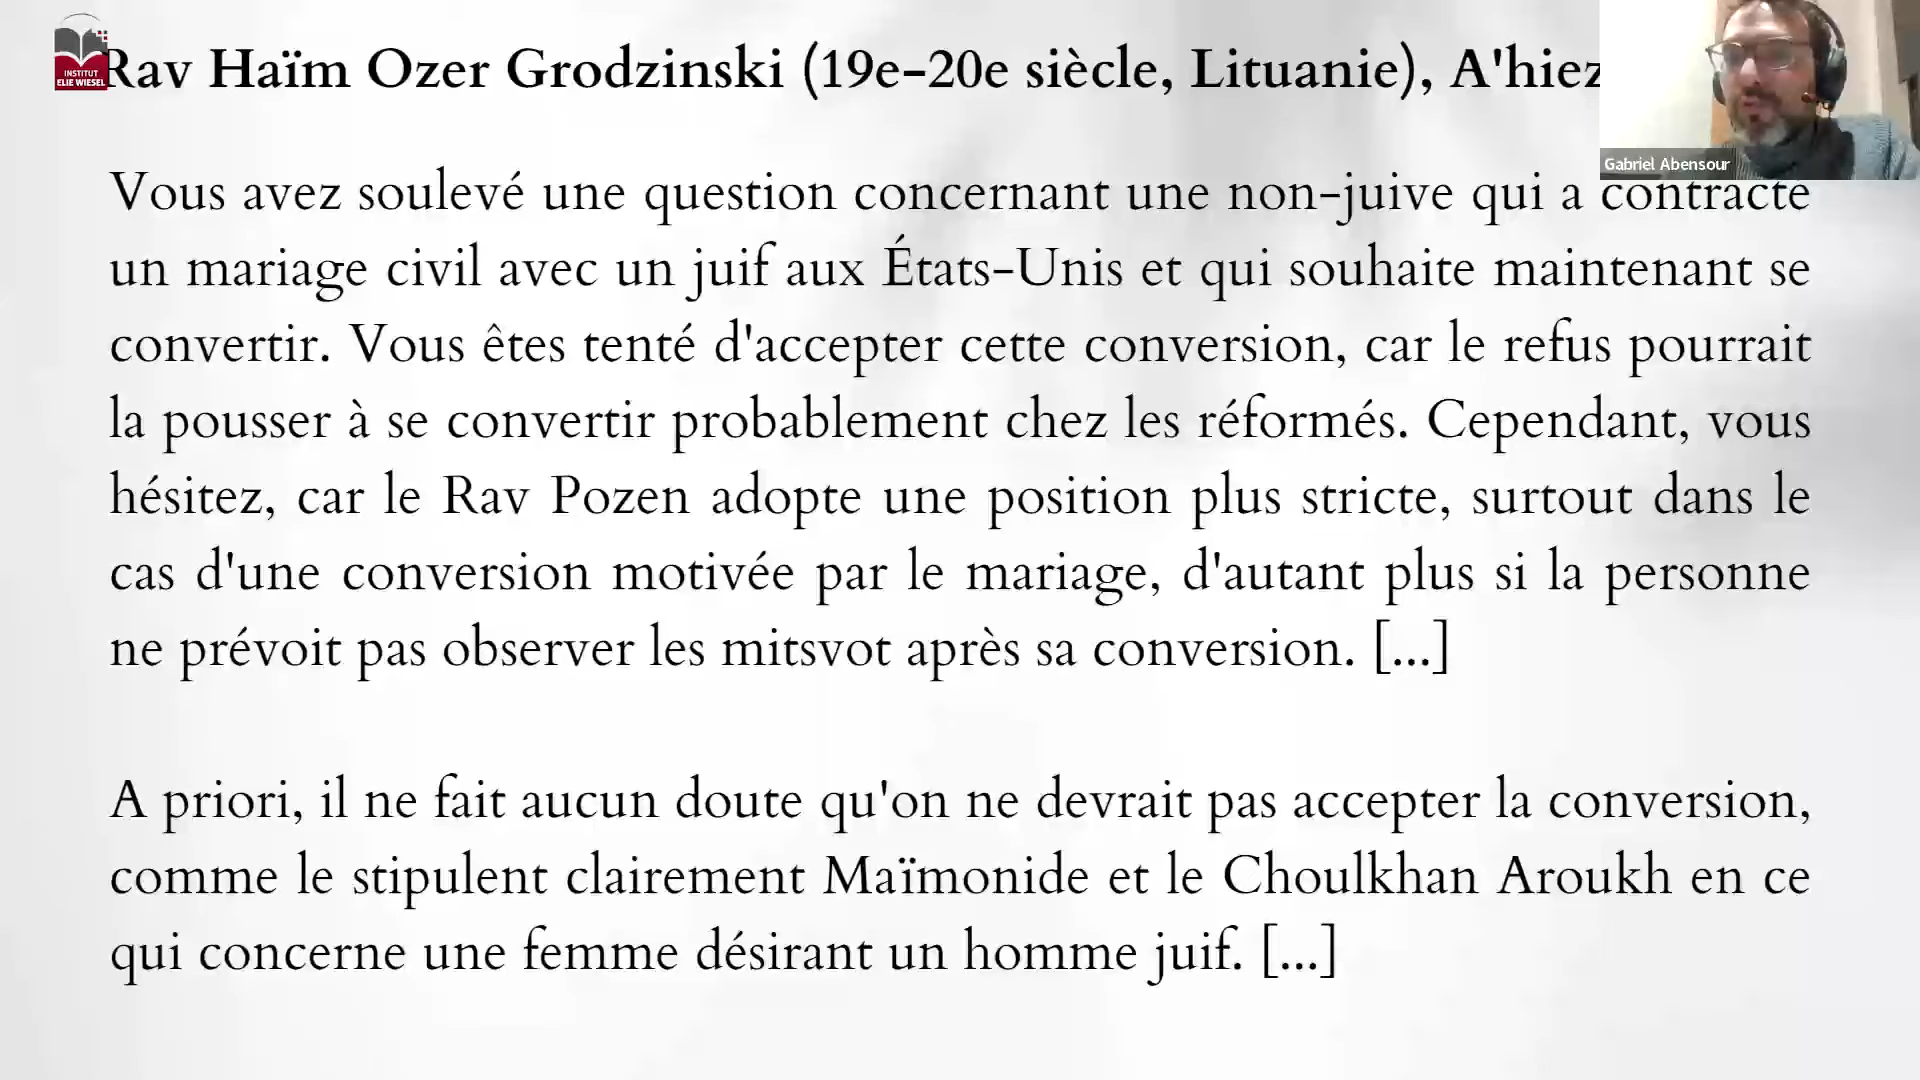 INSTITUT
ELIE WIESEL
Rav Haïm Ozer Grodzinski (19e-20e siècle, Lituanie), A'hiez
Gabriel Abensour
Vous avez soulevé une question concernant une non-juive qui a contracté
un mariage civil avec un juif aux États-Unis et qui souhaite maintenant se
convertir. Vous êtes tenté d'accepter cette conversion, car le refus pourrait
la pousser à se convertir probablement chez les réformés. Cependant, vous
hésitez, car le Rav Pozen adopte une position plus stricte, surtout dans le
cas d'une conversion motivée par le mariage, d'autant plus si la personne
ne prévoit pas observer les mitsvot après sa conversion. [...]
A priori, il ne fait aucun doute qu'on ne devrait pas accepter la conversion,
comme le stipulent clairement Maïmonide et le Choulkhan Aroukh en ce
qui concerne une femme désirant un homme juif. [...]